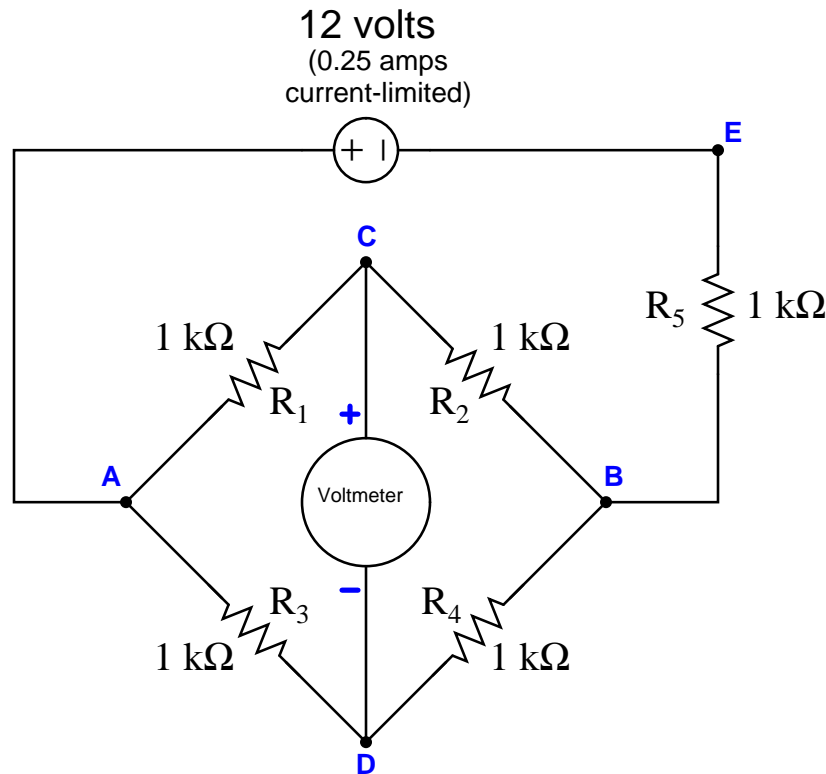 12 volts
(0.25 amps
current-limited)
+ −
E
C
R5 1 kΩ
1 kΩ 1 kΩ
R1 R2
+
A
B
Voltmeter
−
R3 R4
1 kΩ 1 kΩ
D